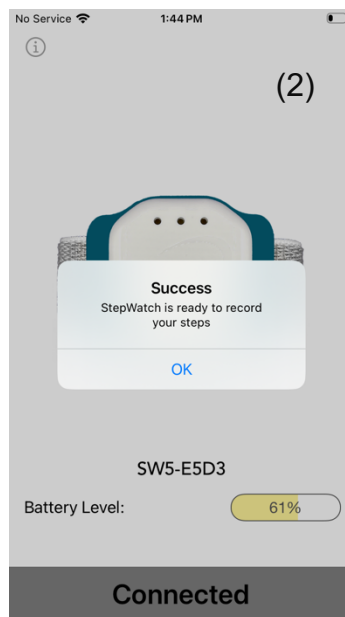 No Service 1:44 PM
(2)
Success
StepWatch is ready to record
your steps
OK
SW5-E5D3
Battery Level: 61%
Connected